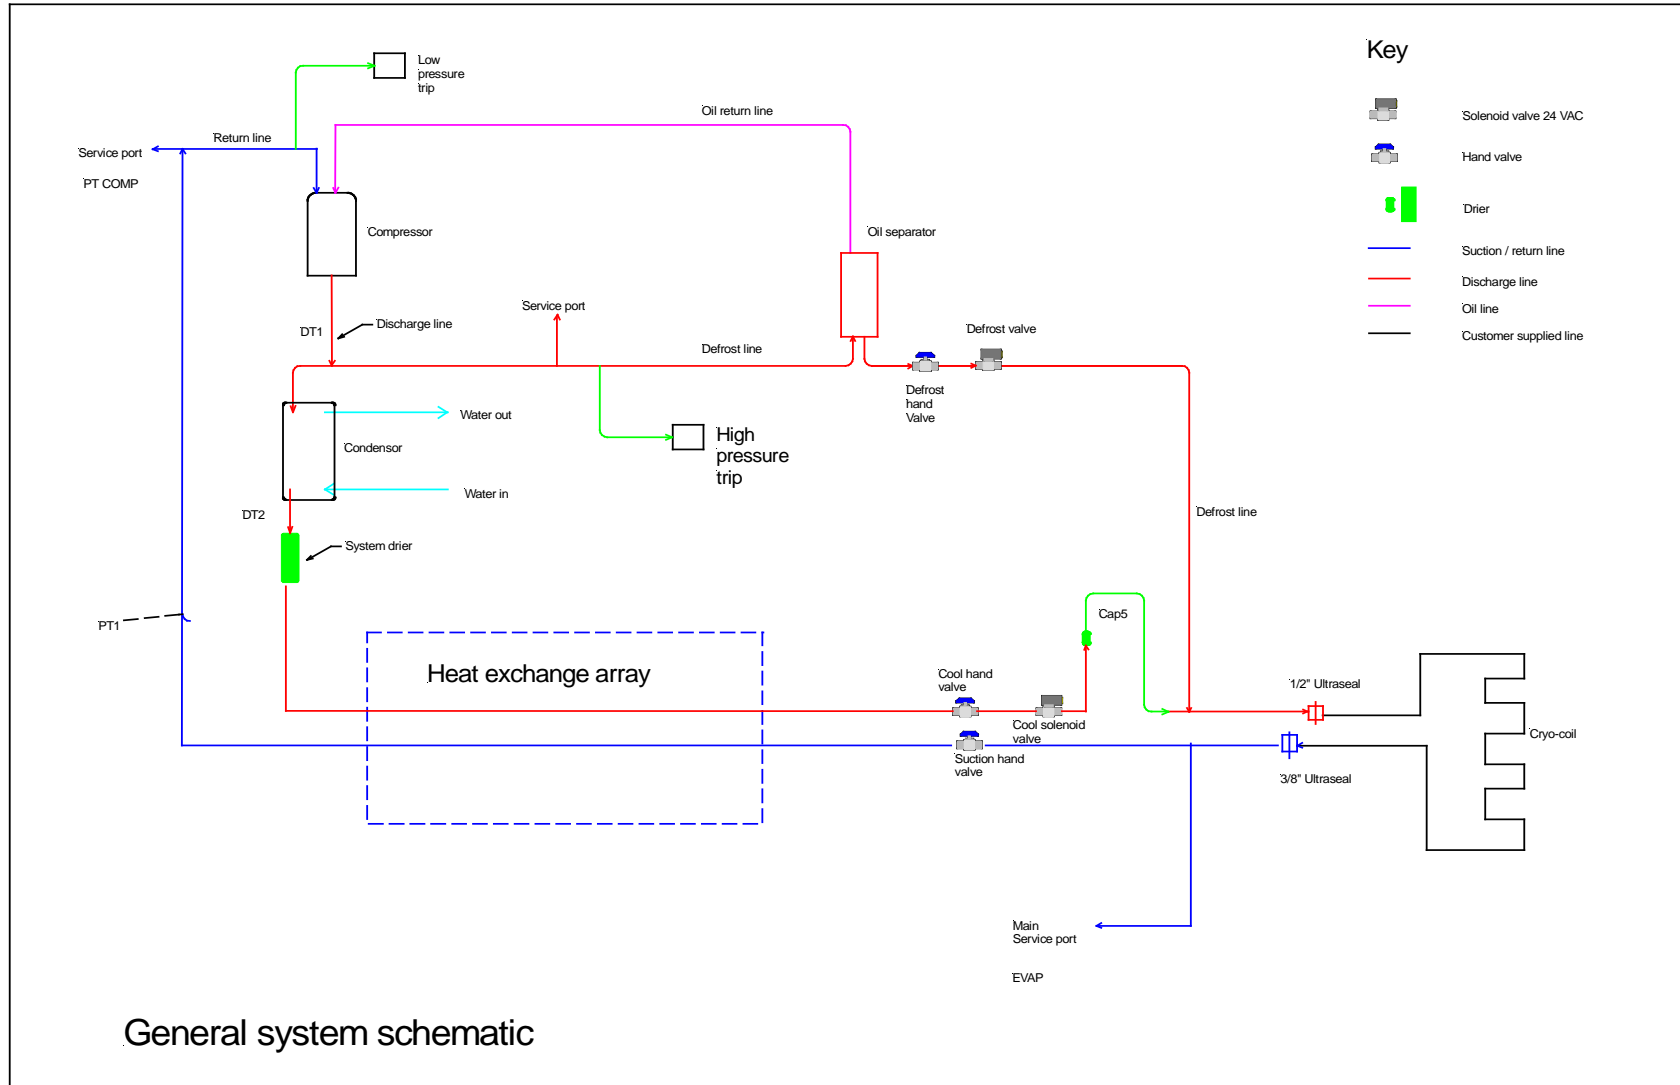 Key
Low
pressure
trip
Oil return line
Solenoid valve 24 VAC
Return line
Service port
Hand valve
PT COMP
Drier
Compressor
Oil separator
Suction / return line
Discharge line
Service port
Oil line
DT1
Discharge line
Defrost valve
Customer supplied line
Defrost line
Defrost
hand
Valve
Water out
High
pressure
trip
Condensor
Water in
DT2
Defrost line
System drier
Cap5
PT1
Heat exchange array
Cool hand
valve
1/2" Ultraseal
Cool solenoid
valve
Cryo-coil
Suction hand
valve
3/8" Ultraseal
Main
Service port
EVAP
General system schematic